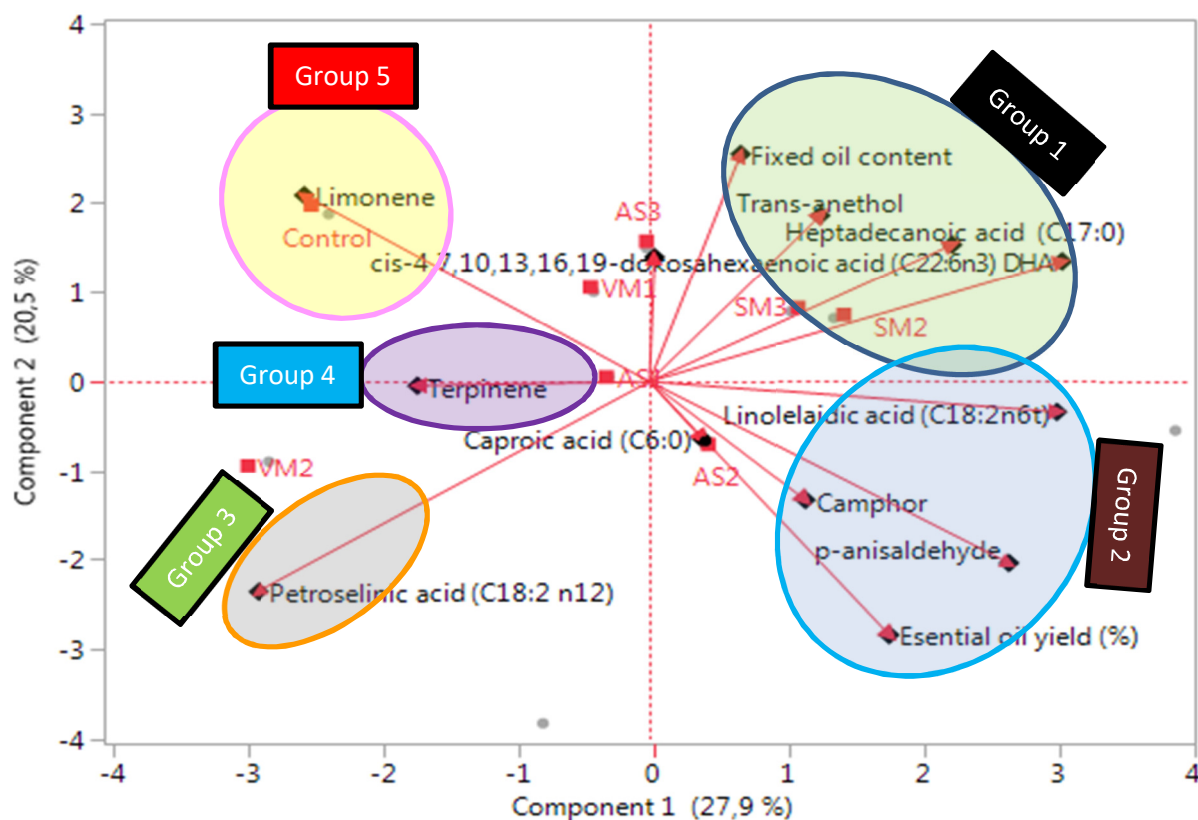 4
Group 5
3
Group 1
Fixed oil content
2
Limonene
Trans-anethol
AS3
Control
Heptadecanoic acid (C17:0)
cis-4,7,10,13,16,19-dokosahexaenoic acid (C22:6n3) DHA
1
VM1
SM3
SM2
Group 4
0
Terpinene
Linolelaidic acid (C18:2n6t)
Caproic acid (C6:0)
-1
VM2
AS2
Group 2
Camphor
Group 3
p-anisaldehyde
-2
Petroselinic acid (C18:2 n12)
Esential oil yield (%)
-3
-4
Component 2 (20,5 %)
-4 -3 -2 -1 0 1 2 3 4
Component 1 (27,9 %)